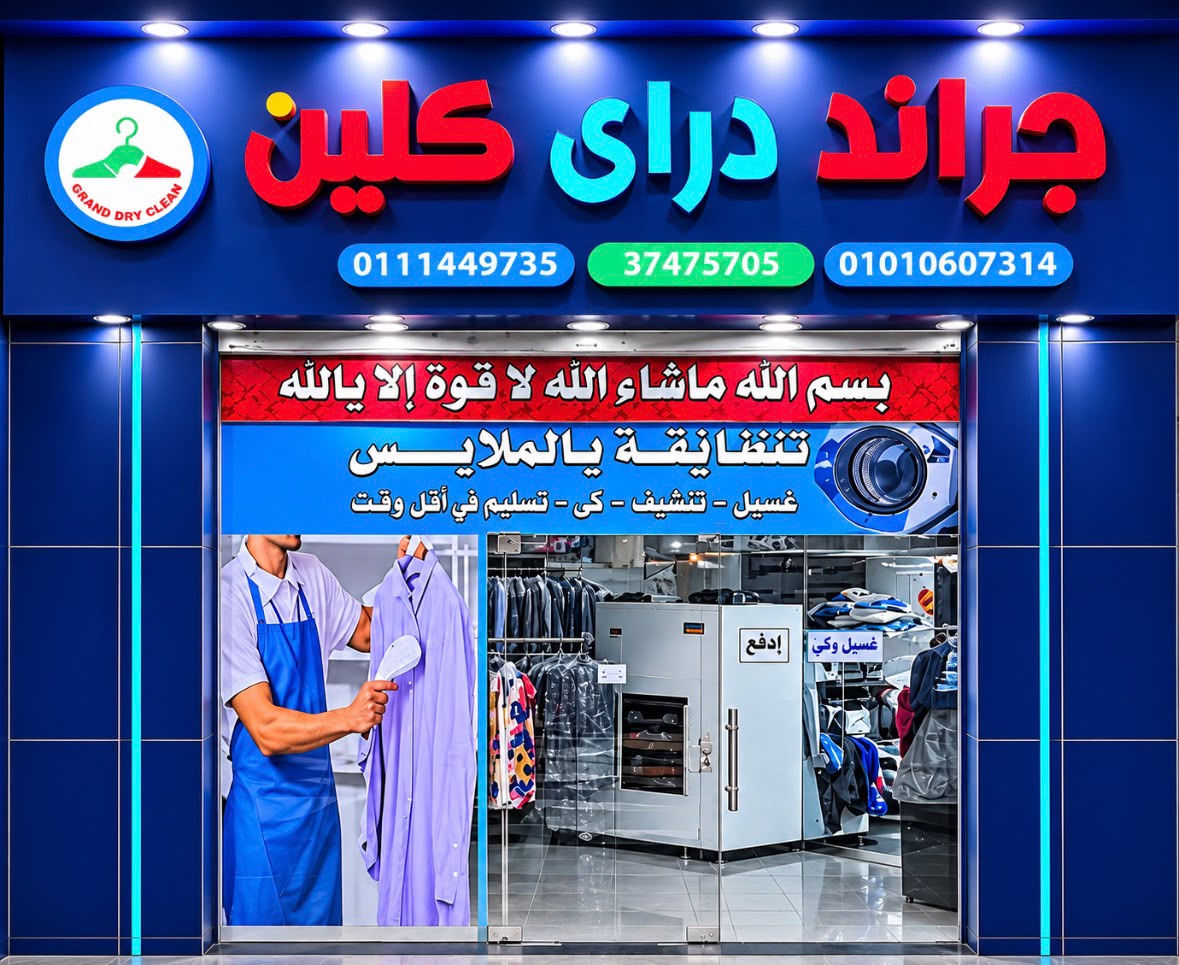 جراند دراى كلين
GRAND DRY CLEAN
0111449735
37475705
01010607314
بسم الله ماشاء الله لا قوة إلا يالله
تنظانقة يالملايس
غسيل - تنشيف - كى - تسليم في أقل وقت
إدفع
غسيل وكي